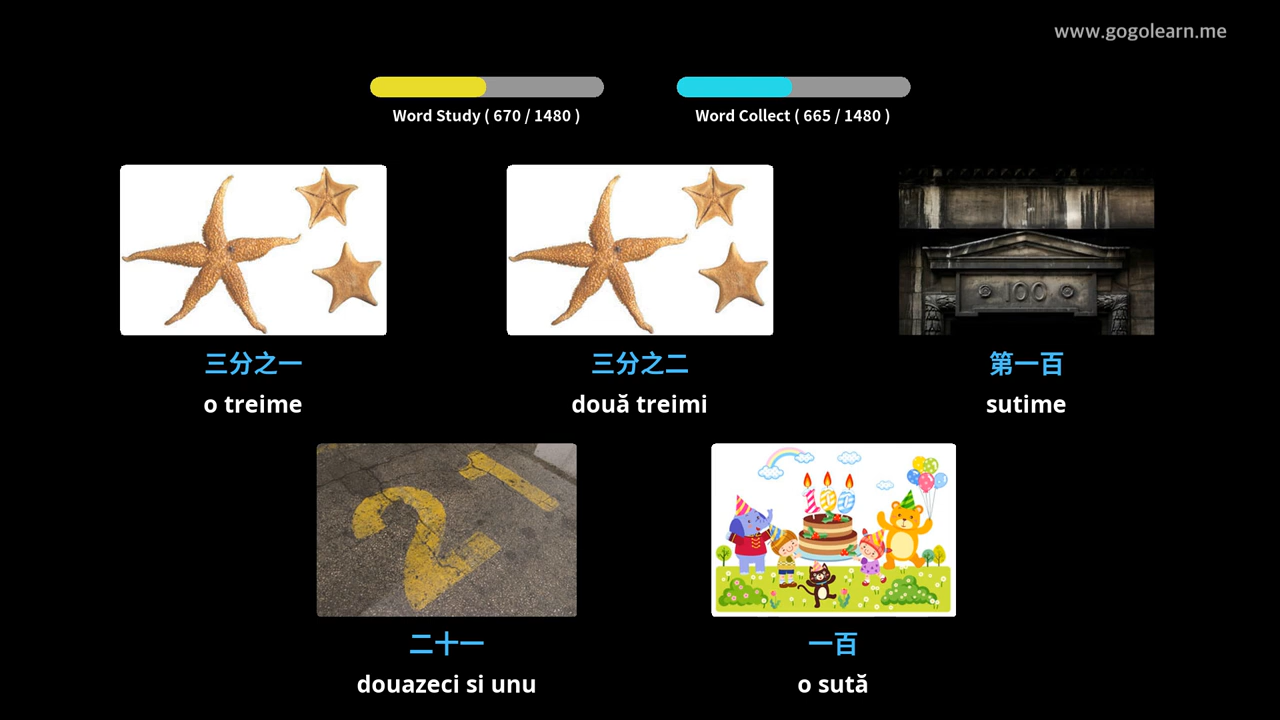 www.gogolearn.me
Word Study ( 670 / 1480 )
Word Collect ( 665 / 1480 )
100
三分之一
三分之二
第一百
o treime
două treimi
sutime
21
100
二十一
一百
douazeci si unu
o sută